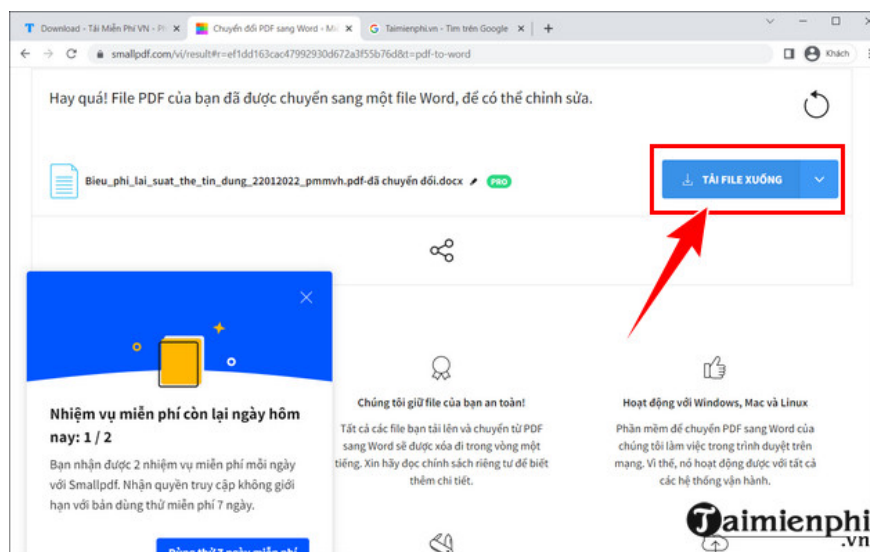 Download - Tải Miễn Phí VN - Ph
Chuyển đổi PDF sang Word - Mi
Taimienphi.vn - Tìm trên Google
smallpdf.com/vi/result#r=ef1dd163cac47992930d672a3f55b76d&t=pdf-to-word
Khách
Hay quá! File PDF của bạn đã được chuyển sang một file Word, để có thể chỉnh sửa.
Bieu_phi_lai_suat_the_tin_dung_22012022_pmmvh.pdf-đã chuyển đổi.docx PRO
TẢI FILE XUỐNG
Nhiệm vụ miễn phí còn lại ngày hôm
nay: 1 / 2
Bạn nhận được 2 nhiệm vụ miễn phí mỗi ngày
với Smallpdf. Nhận quyền truy cập không giới
hạn với bản dùng thử miễn phí 7 ngày.
Dùng thử 7 ngày miễn phí
Chúng tôi giữ file của bạn an toàn!
Tất cả các file bạn tải lên và chuyển từ PDF
sang Word sẽ được xóa đi trong vòng một
tiếng. Xin hãy đọc chính sách riêng tư để biết
thêm chi tiết.
Hoạt động với Windows, Mac và Linux
Phần mềm để chuyển PDF sang Word của
chúng tôi làm việc trong trình duyệt trên
mạng. Vì thế, nó hoạt động được với tất cả
các hệ thống vận hành.
Taimienphi
.vn